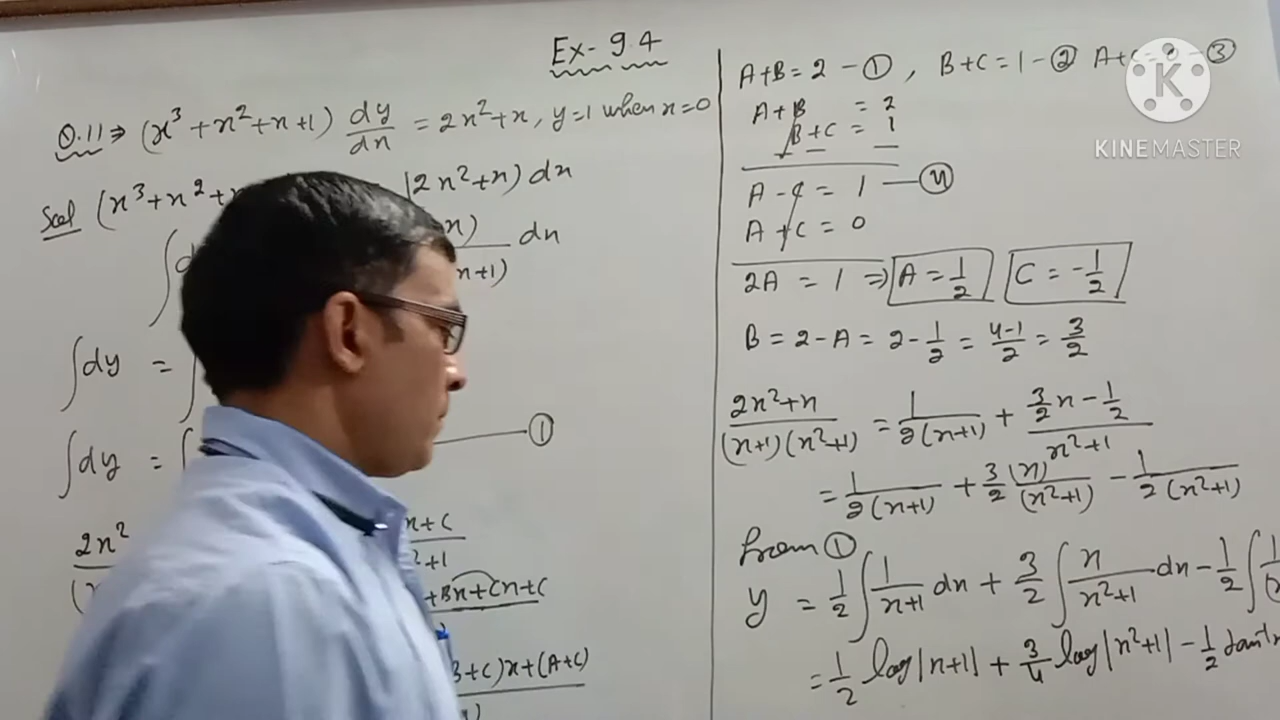 Ex- 9.4
Q.11⇒ (x³+x²+x+1) dy/dx = 2x²+x, y=1 when x=0
Sol (x³+x²+ 2x²+x) dx
∫d x)/x+1) dx
∫dy = ∫
∫dy = ∫ —①
2x² x+C/²+1
+Bx+Cx+C
B+C)x+(A+C)
A+B=2 -①, B+C=1-② A+C= -③
A+B = 2
B+C = 1
A-C = 1 —④
A+C = 0
2A = 1 ⇒ A=1/2 C=-1/2
B = 2-A = 2-1/2 = 4-1/2 = 3/2
2x²+x/(x+1)(x²+1) = 1/2(x+1) + 3/2x-1/2/x²+1
= 1/2(x+1) + 3/2 (x)/(x²+1) - 1/2(x²+1)
from ①
y = 1/2∫1/x+1 dx + 3/2∫x/x²+1 dx - 1/2∫1/(x
= 1/2 log|x+1| + 3/4 log|x²+1| - 1/2 tan⁻¹x
KINEMASTER